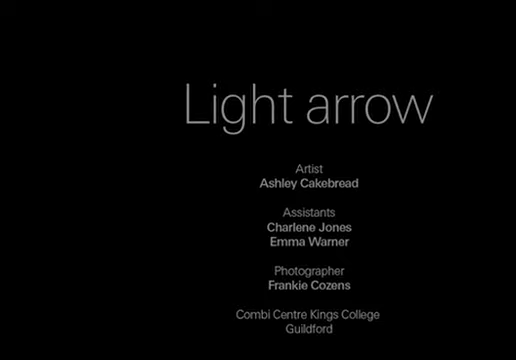 Light arrow
Artist
Ashley Cakebread
Assistants
Charlene Jones
Emma Warner
Photographer
Frankie Cozens
Combi Centre Kings College
Guildford